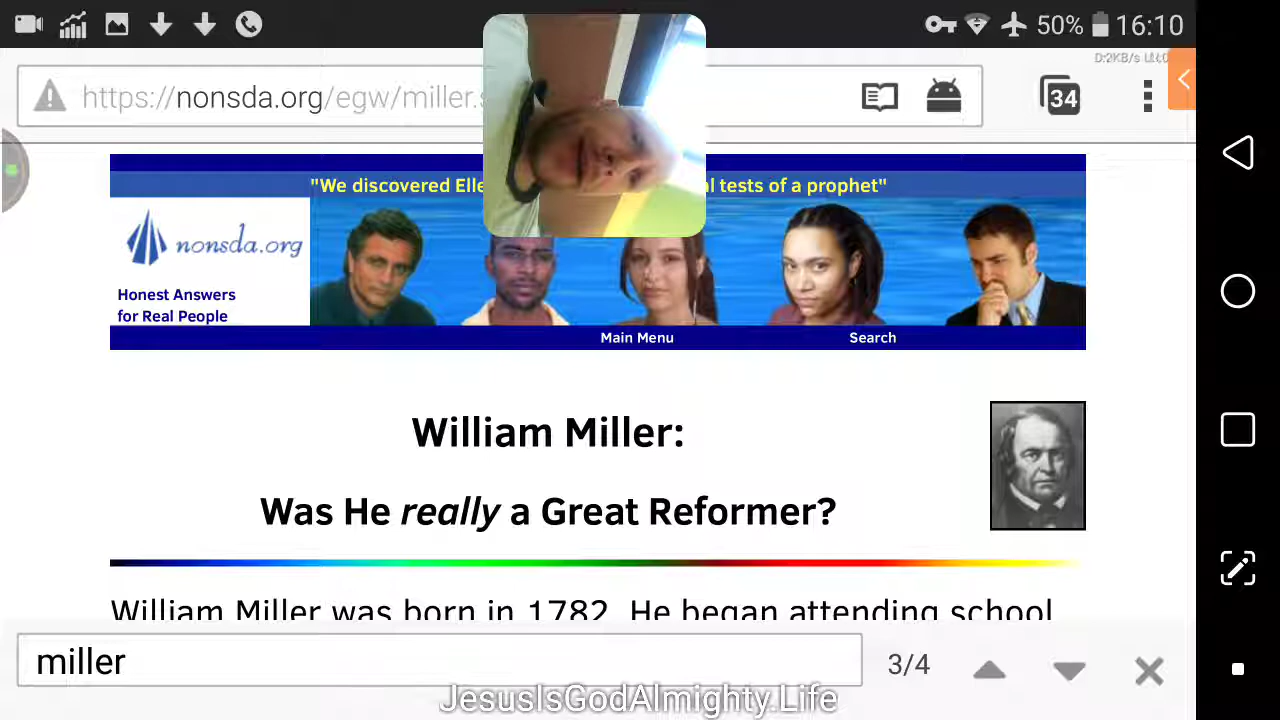 50% 16:10
D:2KB/s U:0
https://nonsda.org/egw/miller.
34
"We discovered Elle l tests of a prophet"
nonsda.org
Honest Answers
for Real People
Main Menu
Search
William Miller:
Was He really a Great Reformer?
William Miller was born in 1782. He began attending school
miller
3/4
JesusIsGodAlmighty.Life